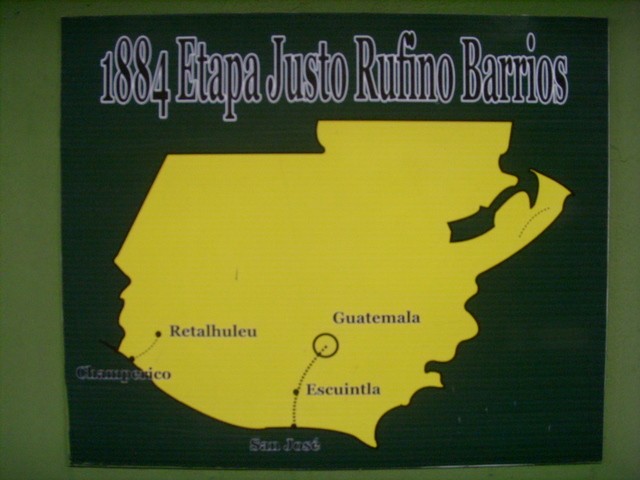 1884 Etapa Justo Rufino Barrios
Guatemala
Retalhuleu
Champerico
Escuintla
San José